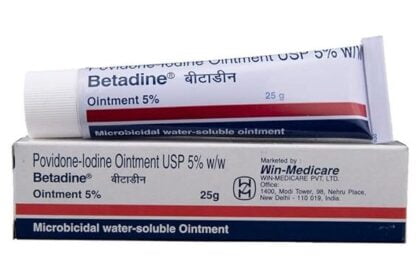 Povidone-Iodine Ointment USP 5% w/w
Betadine® बीटाडीन
Ointment 5% 25 g
Microbicidal water-soluble ointment
Povidone-Iodine Ointment USP 5% w/w
Betadine® बीटाडीन
Ointment 5% 25g
Microbicidal water-soluble Ointment
Marketed by :
Win-Medicare
WIN-MEDICARE PVT. LTD.
Office:
1400, Modi Tower, 98, Nehru Place,
New Delhi - 110 019, India.